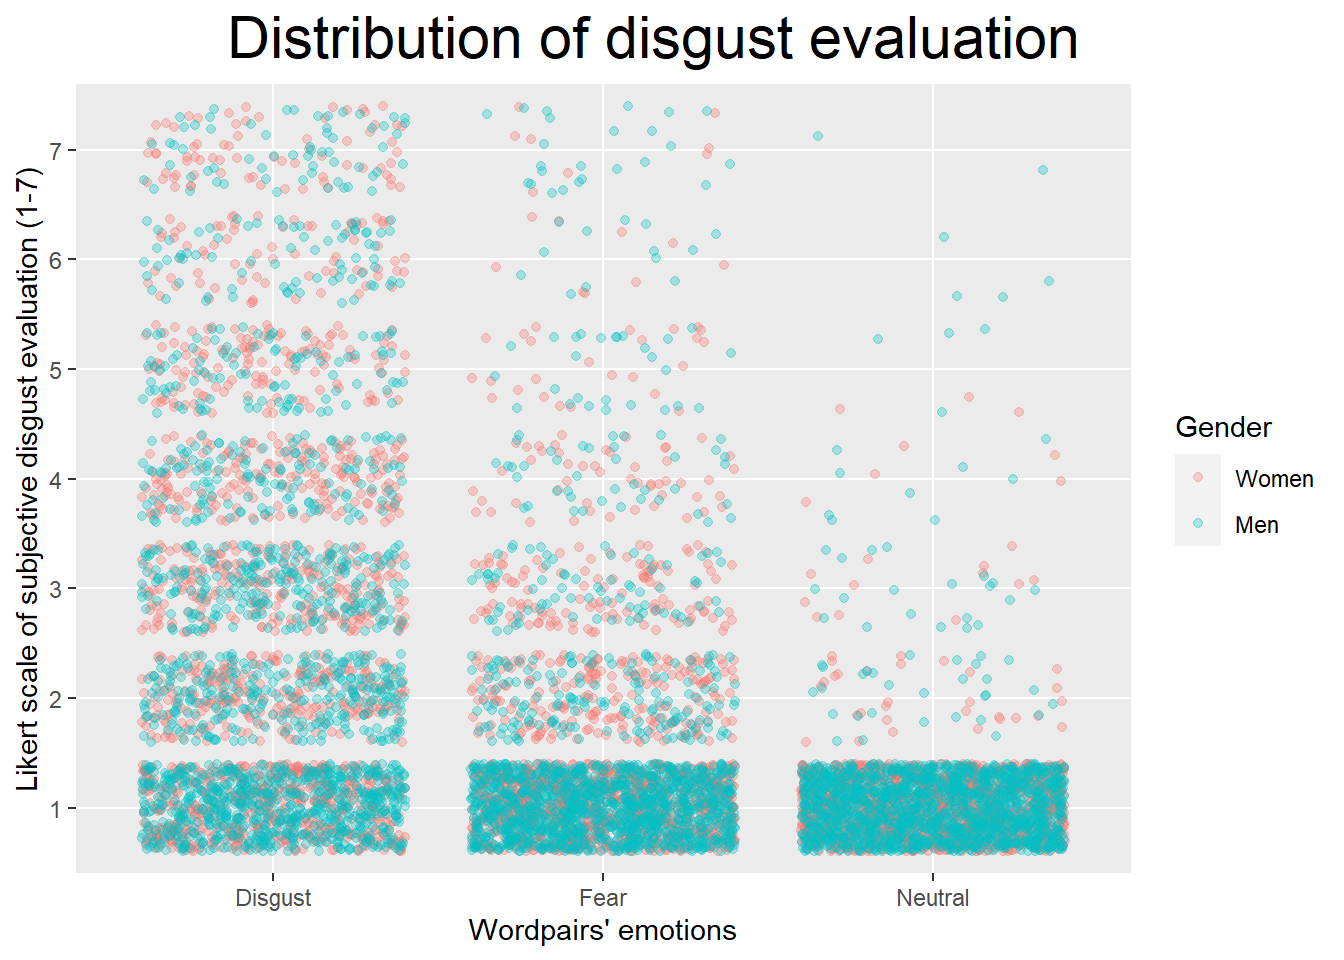 Distribution of disgust evaluation
Likert scale of subjective disgust evaluation (1-7)
7
6
5
4
3
2
1
Disgust
Fear
Neutral
Wordpairs' emotions
Gender
Women
Men